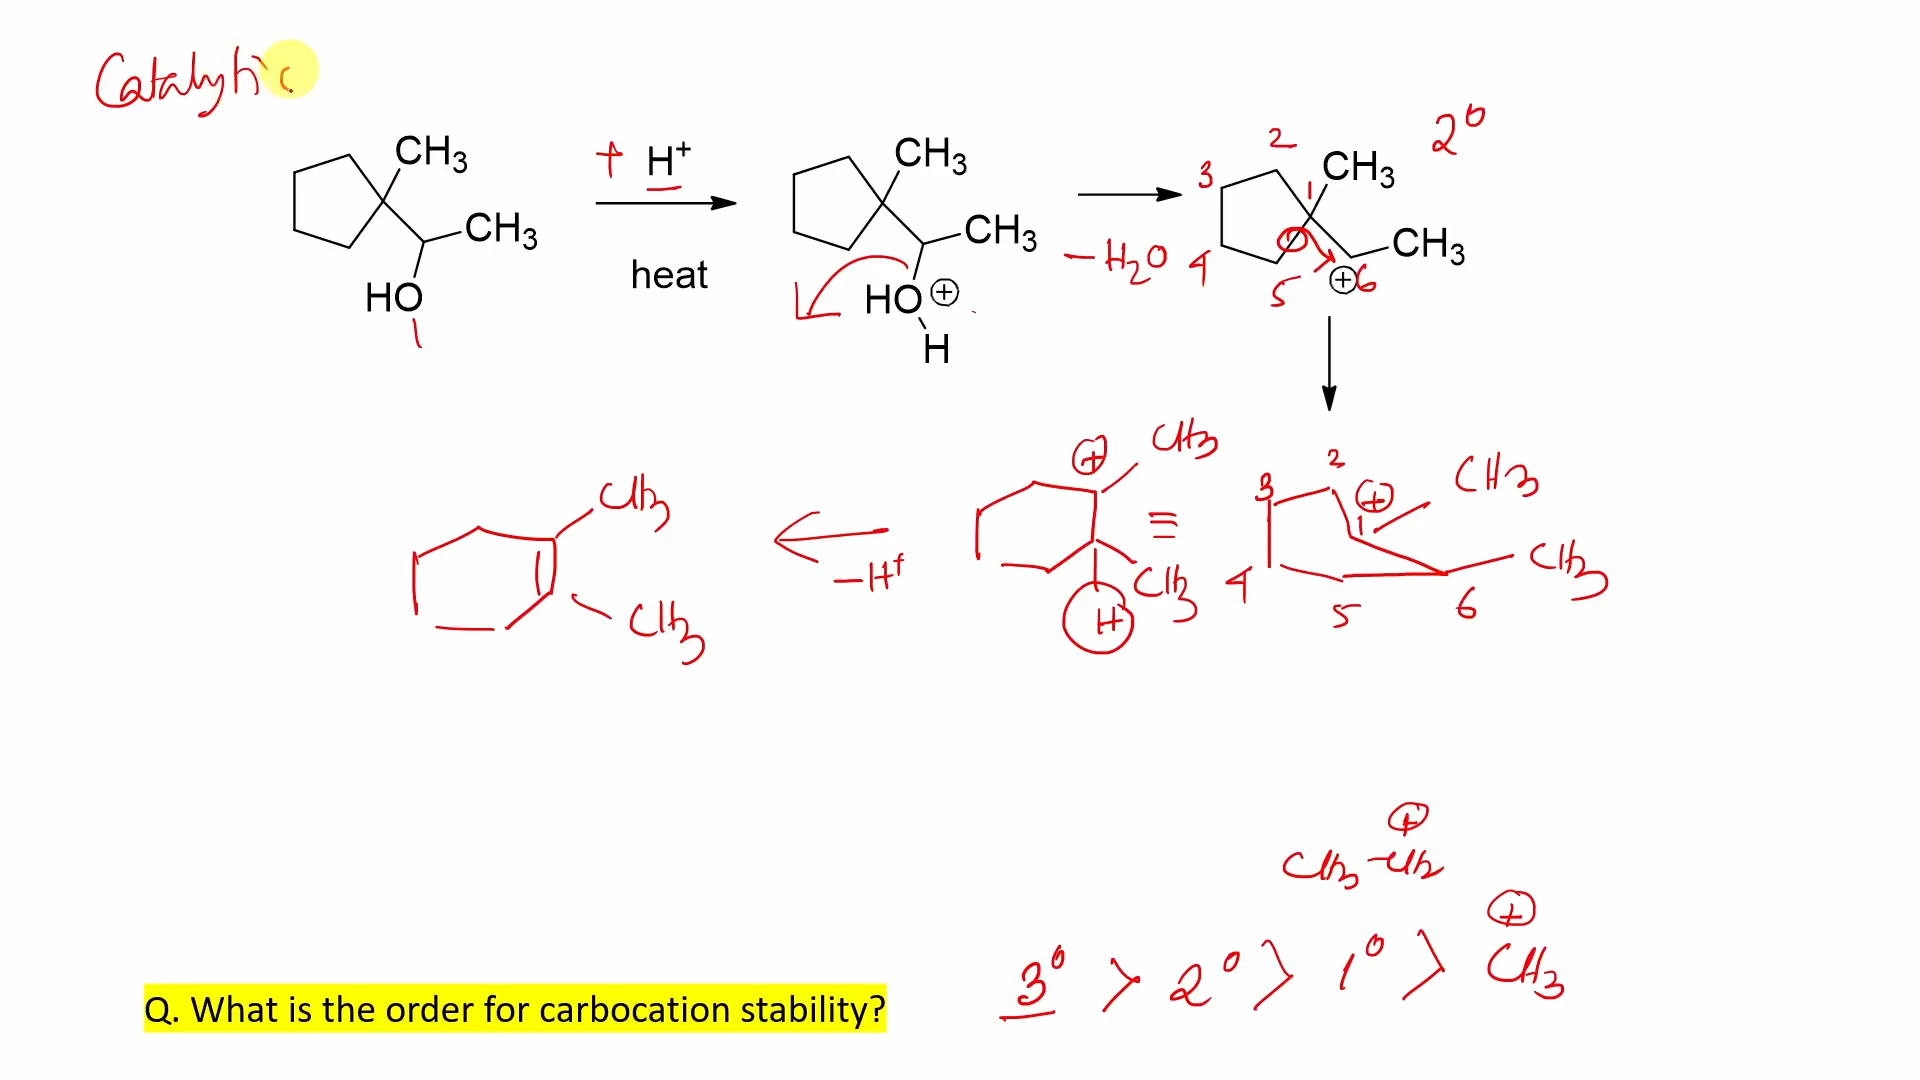 Catalytic
CH3
CH3
HO
+ H+
heat
CH3
CH3
HO+
H
− H2O
2°
2
3
1
CH3
CH3
4
5
+6
CH3
CH3
−H+
+
CH3
CH3
H
≡
2
3
+
1
CH3
CH3
4
5
6
CH3−CH2
+
Q. What is the order for carbocation stability?
3° > 2° > 1° > CH3
+